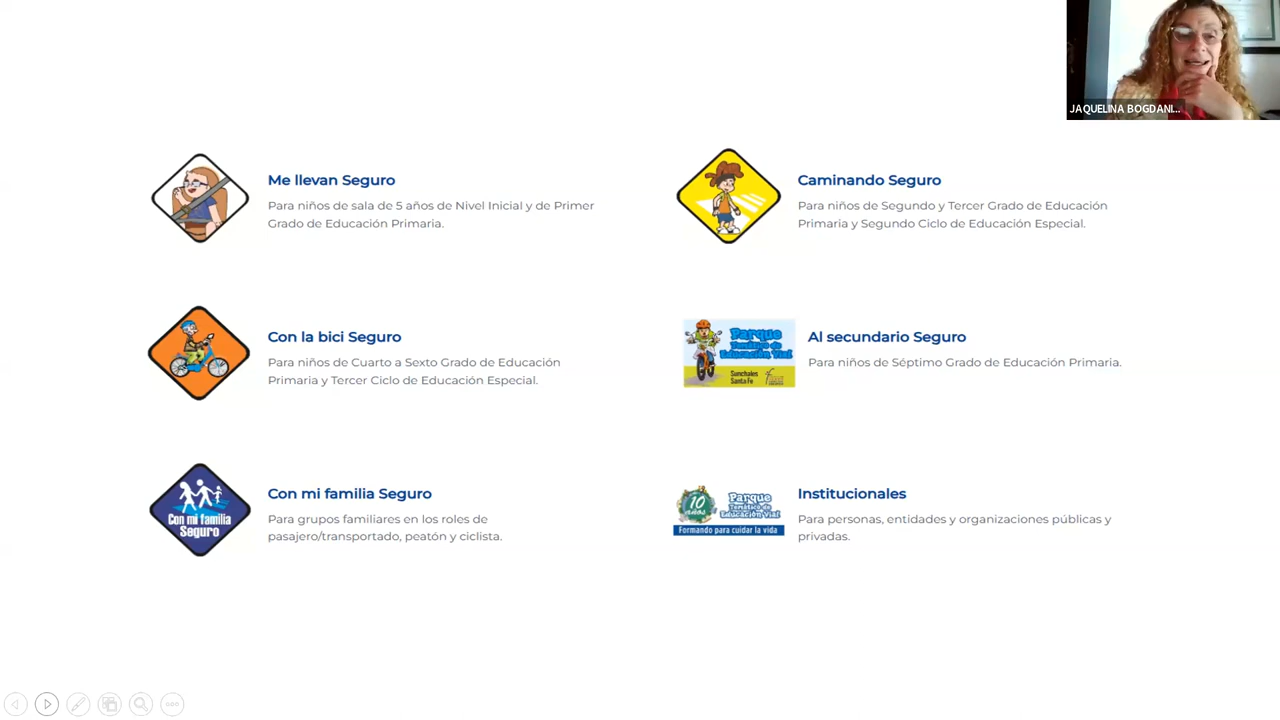 JAQUELINA BOGDANI...
Me llevan Seguro
Para niños de sala de 5 años de Nivel Inicial y de Primer
Grado de Educación Primaria.
Caminando Seguro
Para niños de Segundo y Tercer Grado de Educación
Primaria y Segundo Ciclo de Educación Especial.
Con la bici Seguro
Para niños de Cuarto a Sexto Grado de Educación
Primaria y Tercer Ciclo de Educación Especial.
Parque
Temático de
Educación Vial
Sunchales
Santa Fe
Al secundario Seguro
Para niños de Séptimo Grado de Educación Primaria.
Con mi familia
Seguro
Con mi familia Seguro
Para grupos familiares en los roles de
pasajero/transportado, peatón y ciclista.
10
años
Parque
Temático de
Educación Vial
Formando para cuidar la vida
Institucionales
Para personas, entidades y organizaciones públicas y
privadas.